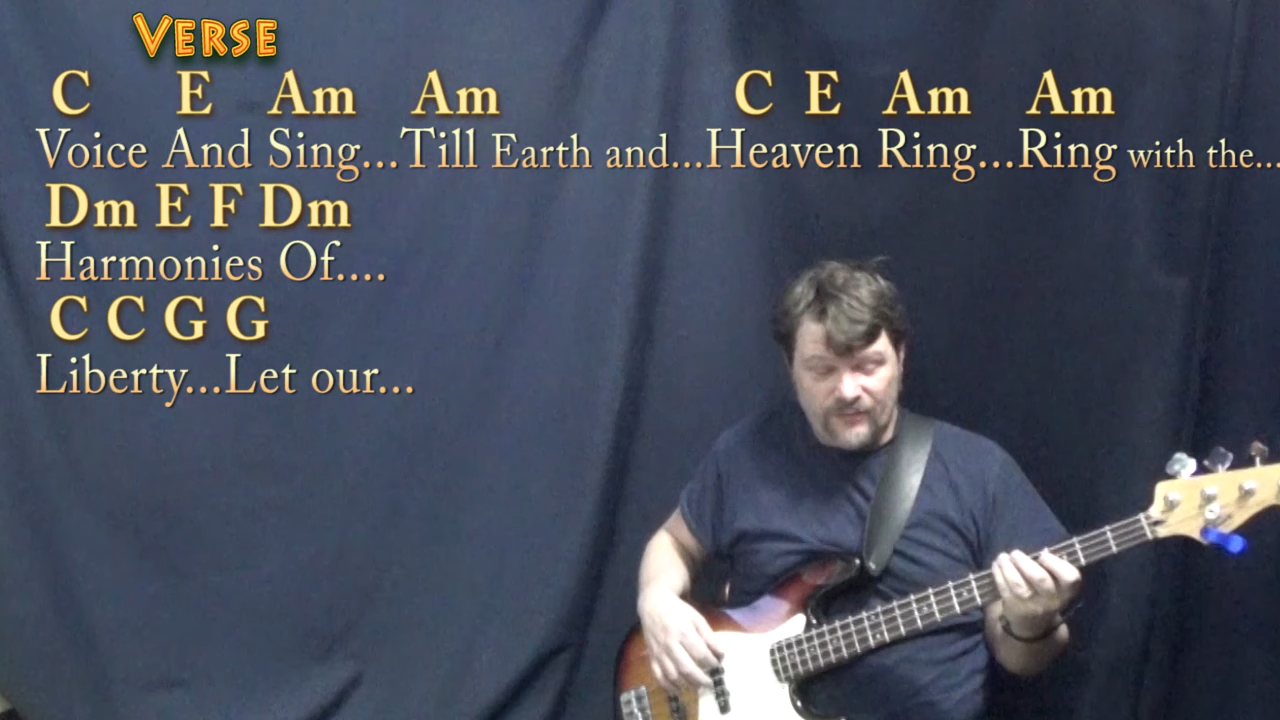 VERSE
C E Am Am C E Am Am
Voice And Sing...Till Earth and...Heaven Ring...Ring with the...
Dm E F Dm
Harmonies Of....
C C G G
Liberty...Let our...